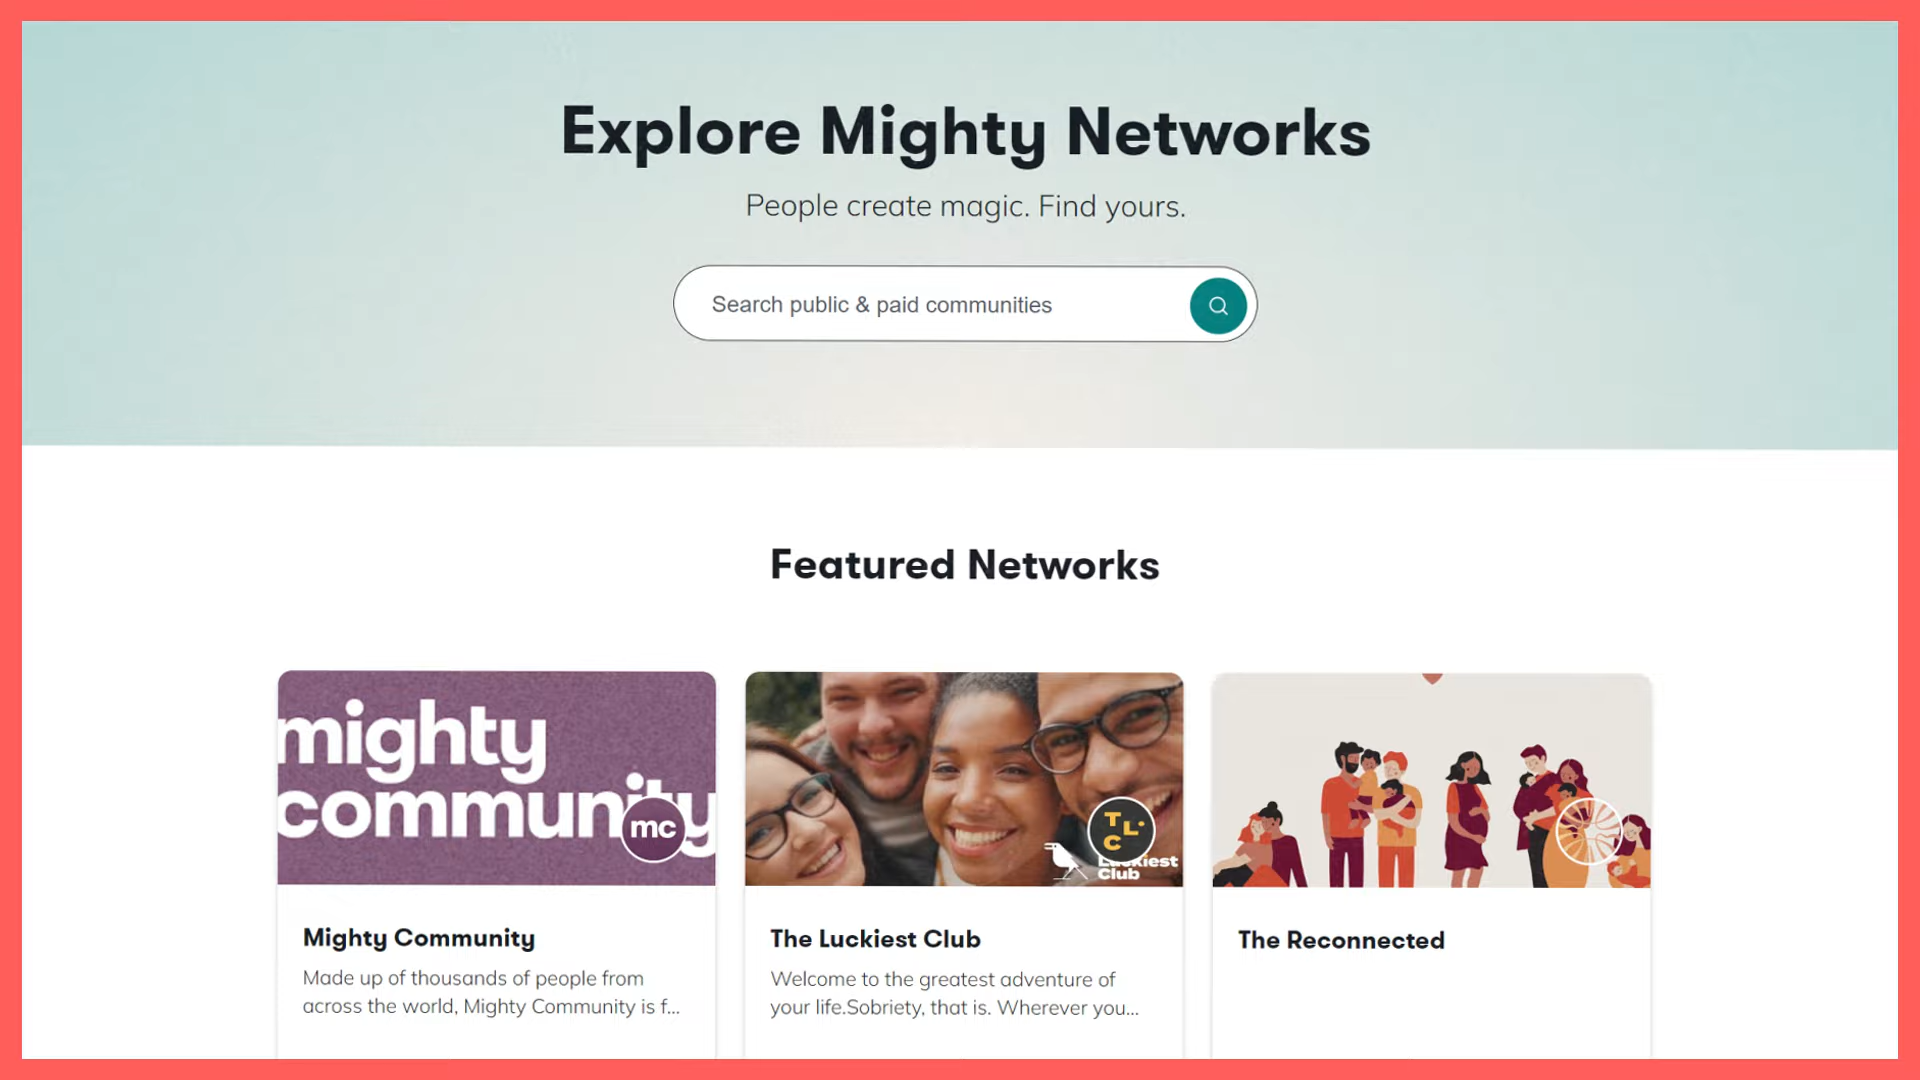 Explore Mighty Networks
People create magic. Find yours.
Search public & paid communities
Featured Networks
mighty
community
mc
TL
C
Luckiest
Club
Mighty Community
Made up of thousands of people from
across the world, Mighty Community is f...
The Luckiest Club
Welcome to the greatest adventure of
your life.Sobriety, that is. Wherever you...
The Reconnected